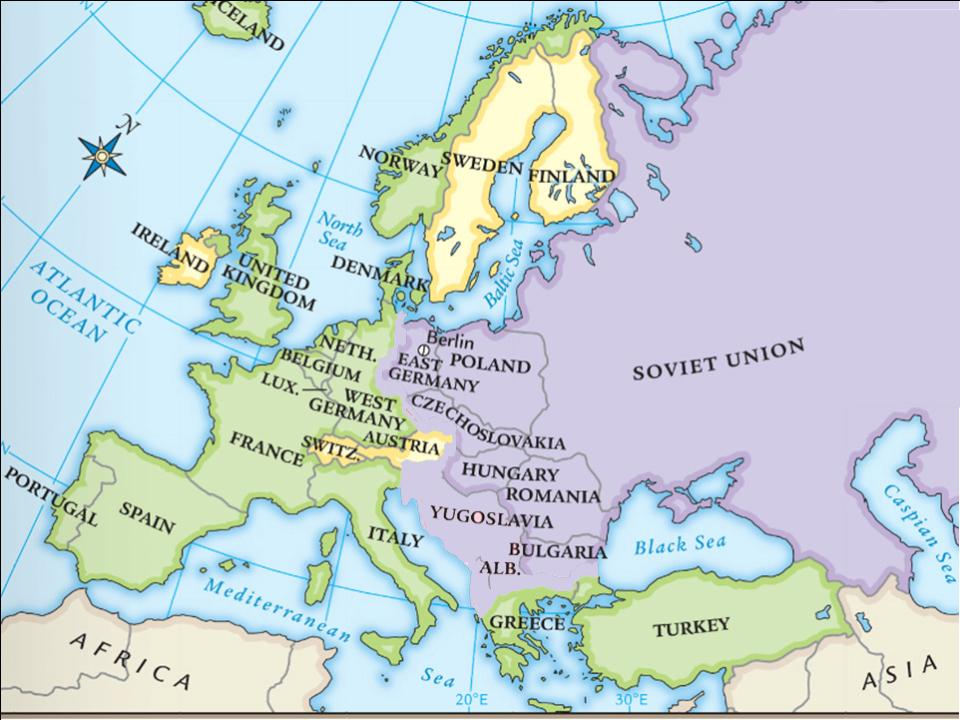 ICELAND
N
NORWAY
SWEDEN
FINLAND
North
Sea
IRELAND
UNITED
KINGDOM
DENMARK
Baltic Sea
ATLANTIC
OCEAN
Berlin
NETH.
BELGIUM
EAST
GERMANY
POLAND
SOVIET UNION
LUX.
WEST
GERMANY
CZECHOSLOVAKIA
FRANCE
SWITZ.
AUSTRIA
HUNGARY
ROMANIA
PORTUGAL
SPAIN
ITALY
YUGOSLAVIA
BULGARIA
ALB.
Black Sea
Caspian Sea
Mediterranean
Sea
GREECE
TURKEY
AFRICA
ASIA
20°E
30°E